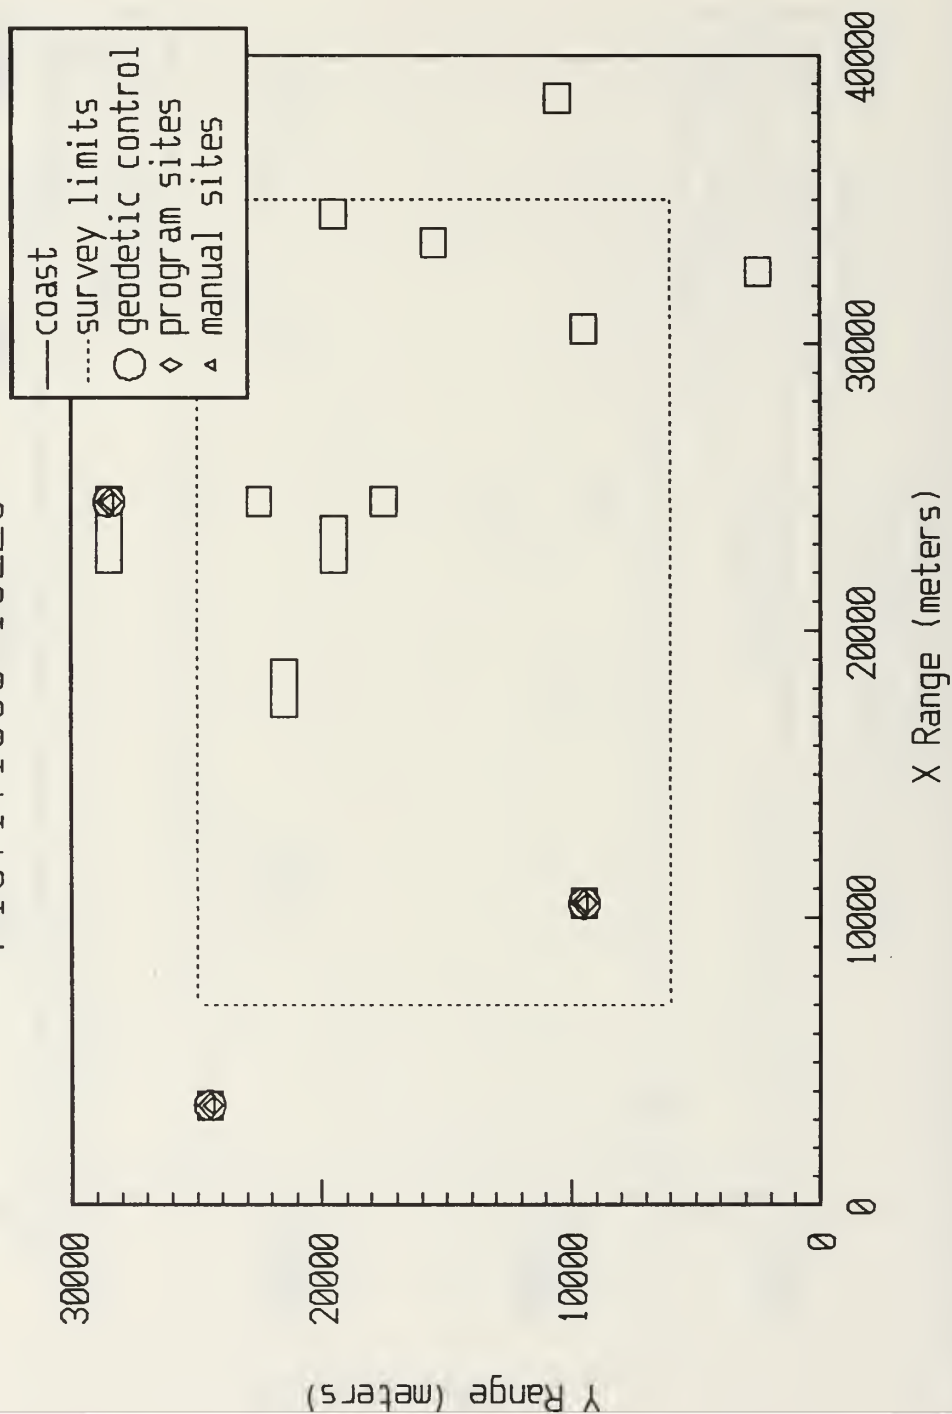 coast
survey limits
geodetic control
program sites
manual sites
30000
20000
10000
0
Y Range (meters)
0
10000
20000
30000
40000
X Range (meters)